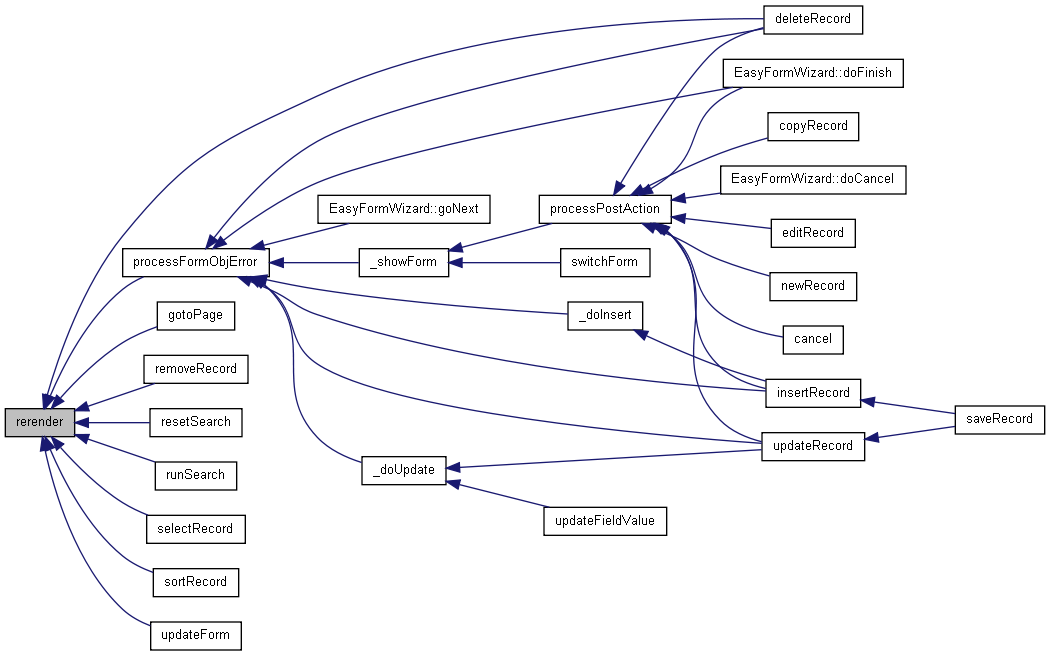 deleteRecord
EasyFormWizard::doFinish
copyRecord
EasyFormWizard::doCancel
EasyFormWizard::goNext
processPostAction
editRecord
processFormObjError
_showForm
switchForm
newRecord
gotoPage
_doInsert
cancel
removeRecord
insertRecord
rerender
resetSearch
saveRecord
updateRecord
runSearch
_doUpdate
selectRecord
updateFieldValue
sortRecord
updateForm